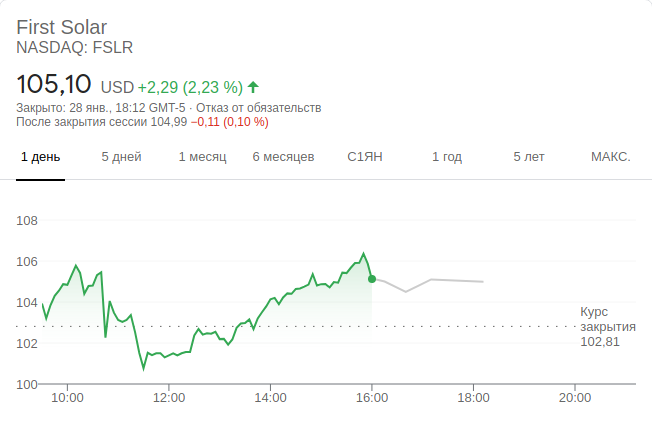 First Solar
NASDAQ: FSLR
105,10 USD +2,29 (2,23 %)
Закрыто: 28 янв., 18:12 GMT-5 · Отказ от обязательств
После закрытия сессии 104,99 −0,11 (0,10 %)
1 день 5 дней 1 месяц 6 месяцев С1ЯН 1 год 5 лет МАКС.
108
106
104
Курс
закрытия
102,81
102
100
10:00 12:00 14:00 16:00 18:00 20:00